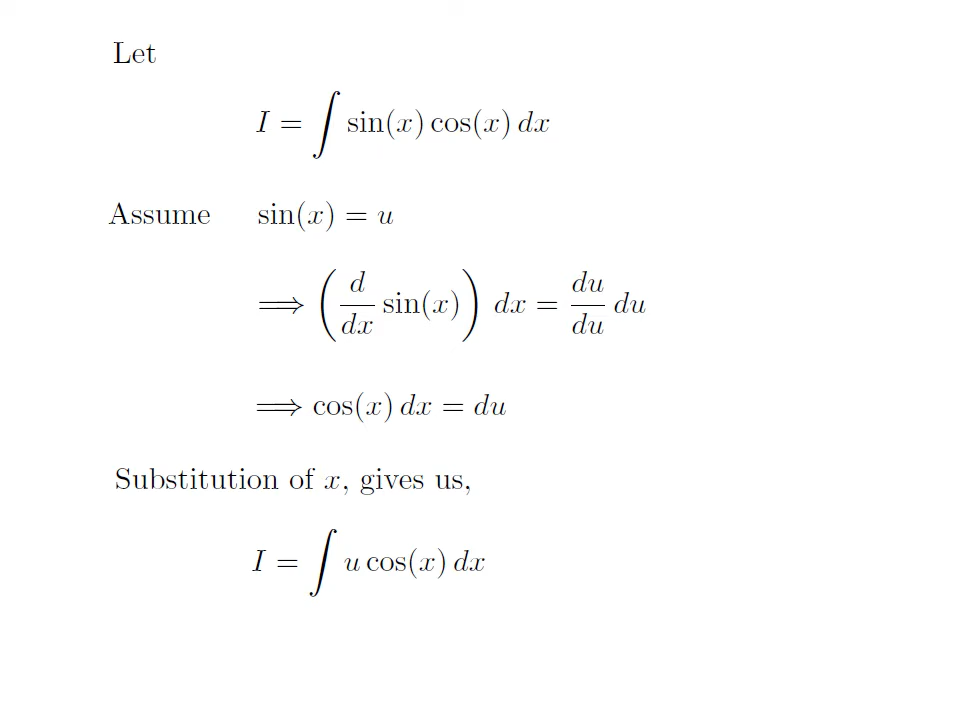 Let
I = ∫ sin(x) cos(x) dx
Assume sin(x) = u
⟹ (d/dx sin(x)) dx = du/du du
⟹ cos(x) dx = du
Substitution of x, gives us,
I = ∫ u cos(x) dx